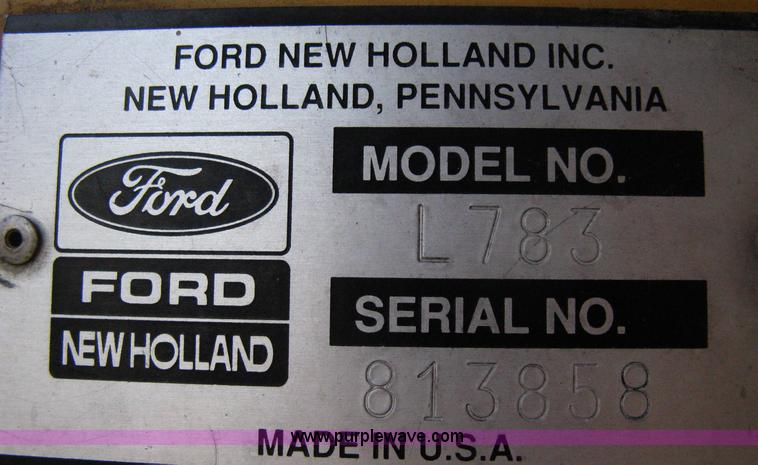 FORD NEW HOLLAND INC.
NEW HOLLAND, PENNSYLVANIA
Ford
FORD
NEW HOLLAND
MODEL NO.
L783
SERIAL NO.
813858
www.purplewave.com
MADE IN U.S.A.